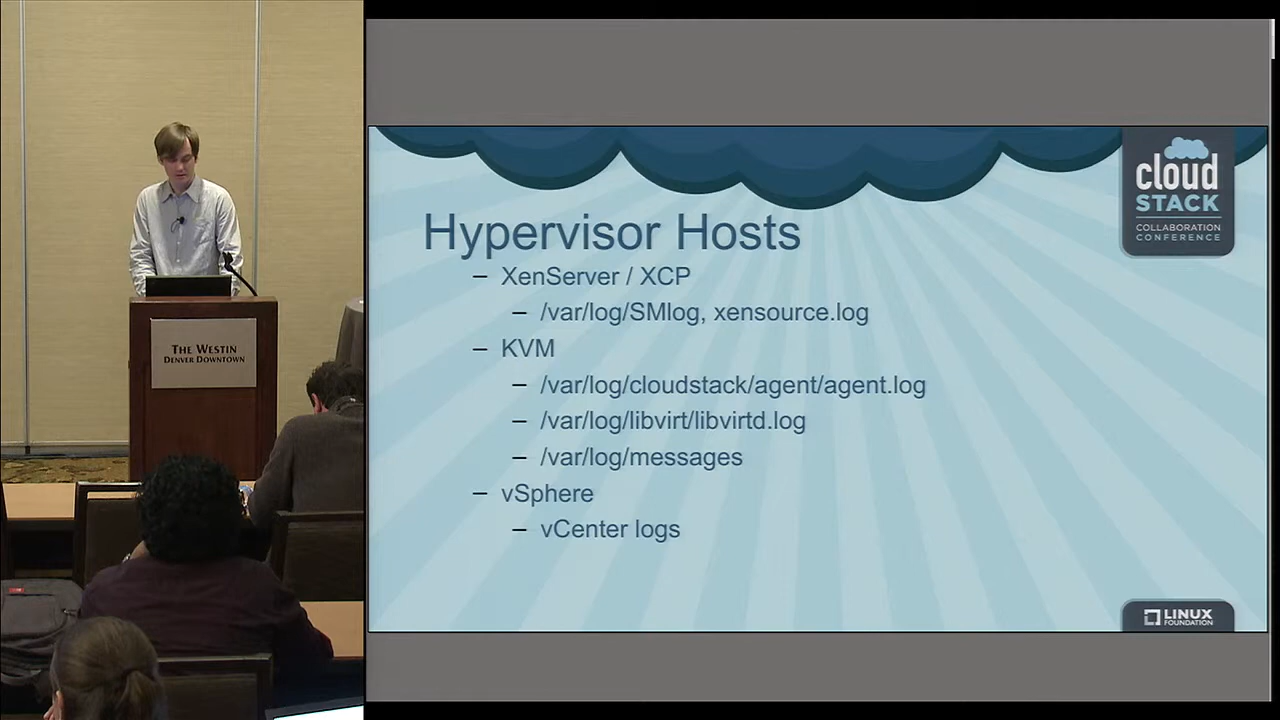 THE WESTIN
DENVER DOWNTOWN
cloud
STACK
COLLABORATION
CONFERENCE
Hypervisor Hosts
– XenServer / XCP
– /var/log/SMlog, xensource.log
– KVM
– /var/log/cloudstack/agent/agent.log
– /var/log/libvirt/libvirtd.log
– /var/log/messages
– vSphere
– vCenter logs
LINUX
FOUNDATION